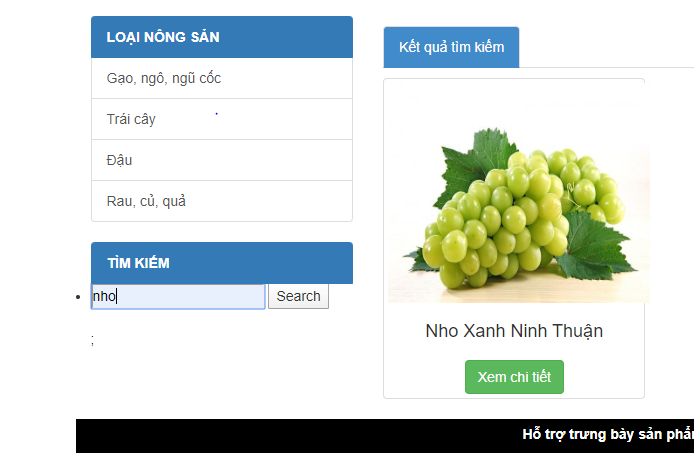 LOẠI NÔNG SẢN
Gạo, ngô, ngũ cốc
Trái cây
Đậu
Rau, củ, quả
TÌM KIẾM
nho
Search
;
Kết quả tìm kiếm
Nho Xanh Ninh Thuận
Xem chi tiết
Hỗ trợ trưng bày sản phẩn